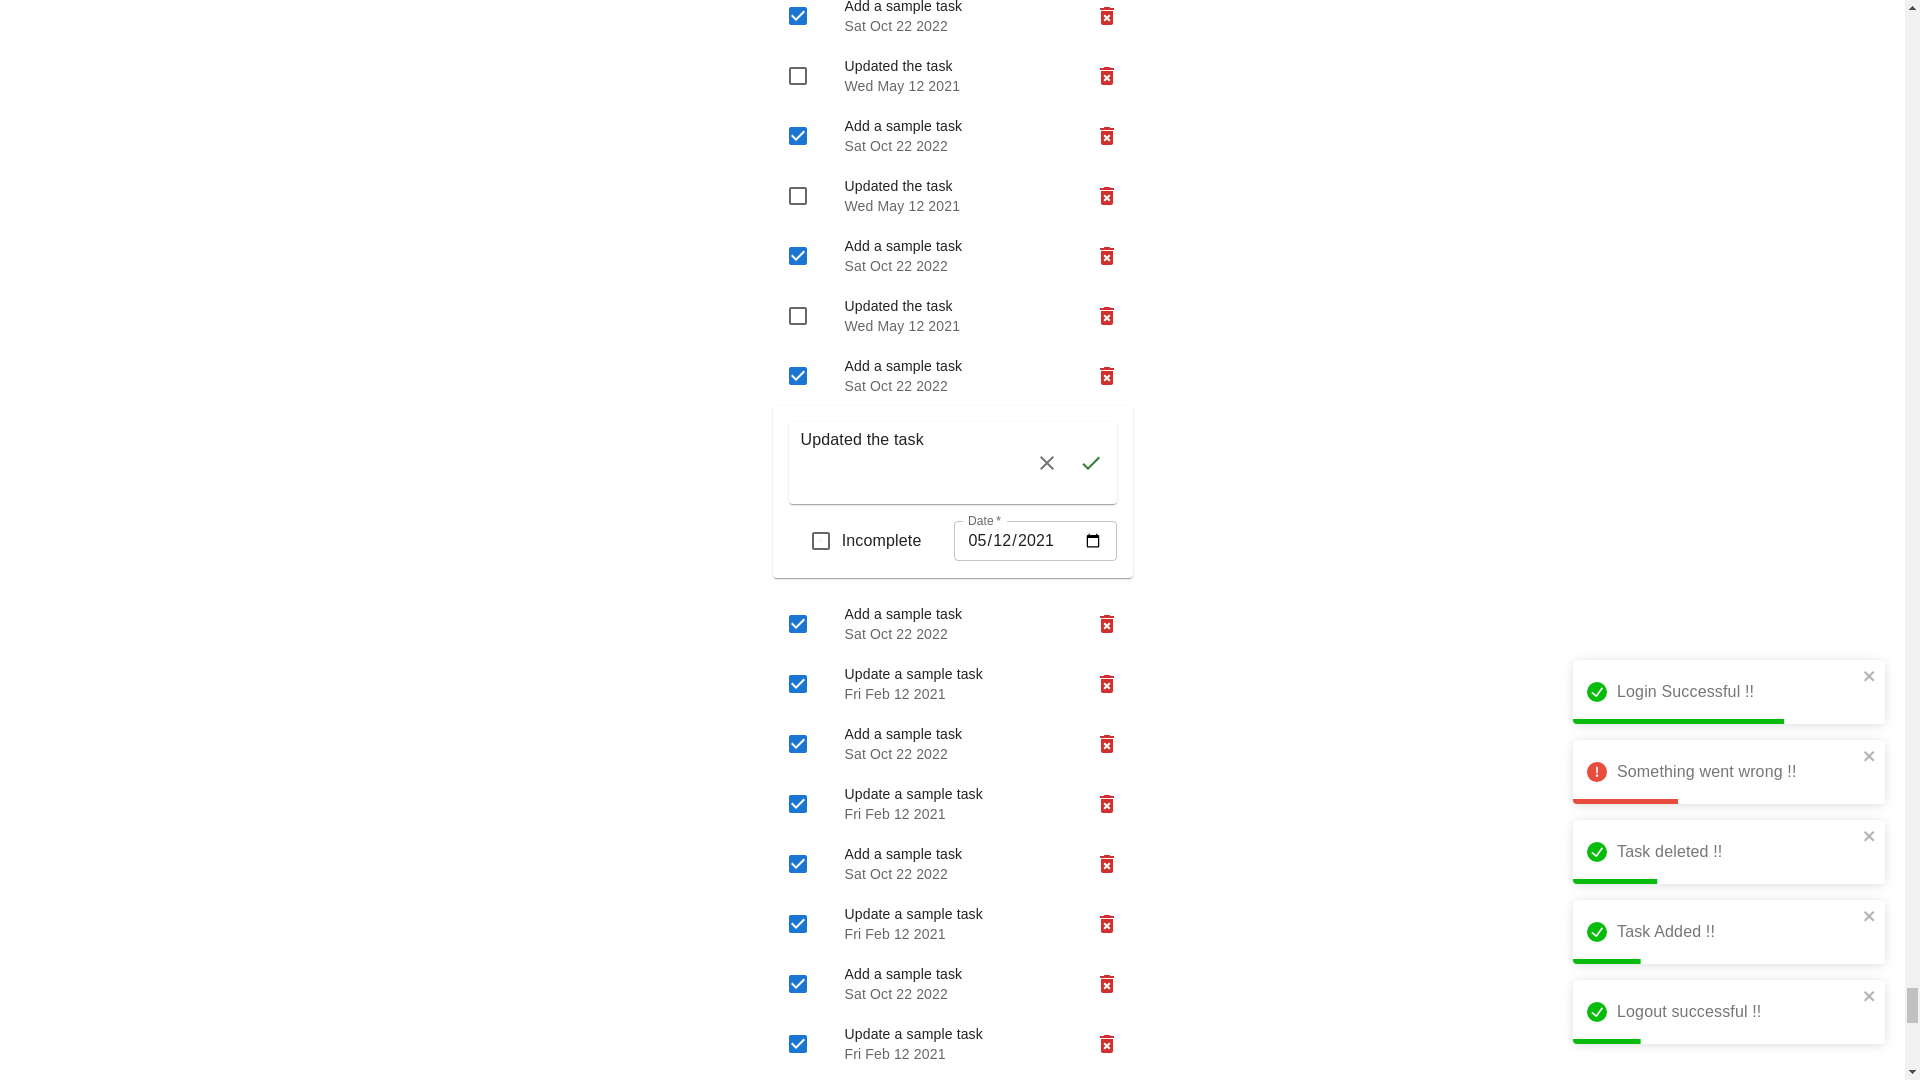 Add a sample task
Sat Oct 22 2022
Updated the task
Wed May 12 2021
Add a sample task
Sat Oct 22 2022
Updated the task
Wed May 12 2021
Add a sample task
Sat Oct 22 2022
Updated the task
Wed May 12 2021
Add a sample task
Sat Oct 22 2022
Updated the task
Incomplete
Date *
05/12/2021
Add a sample task
Sat Oct 22 2022
Update a sample task
Fri Feb 12 2021
Add a sample task
Sat Oct 22 2022
Update a sample task
Fri Feb 12 2021
Add a sample task
Sat Oct 22 2022
Update a sample task
Fri Feb 12 2021
Add a sample task
Sat Oct 22 2022
Update a sample task
Fri Feb 12 2021
Login Successful !!
Something went wrong !!
Task deleted !!
Task Added !!
Logout successful !!